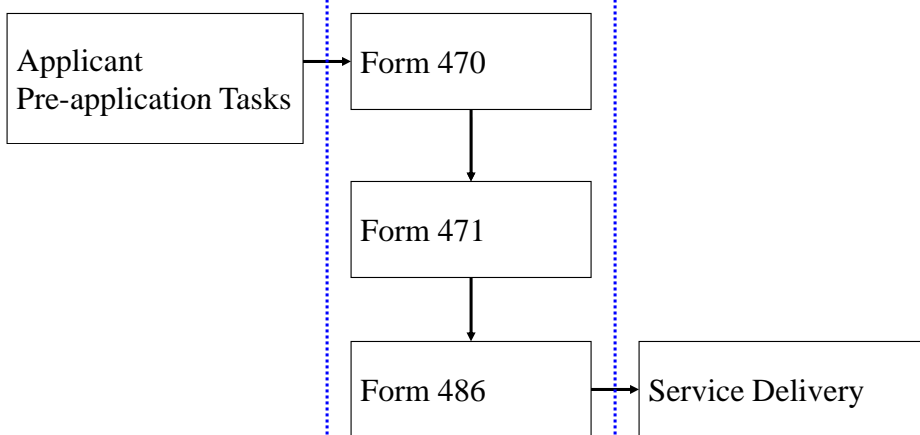 Applicant
Pre-application Tasks
Form 470
Form 471
Form 486
Service Delivery